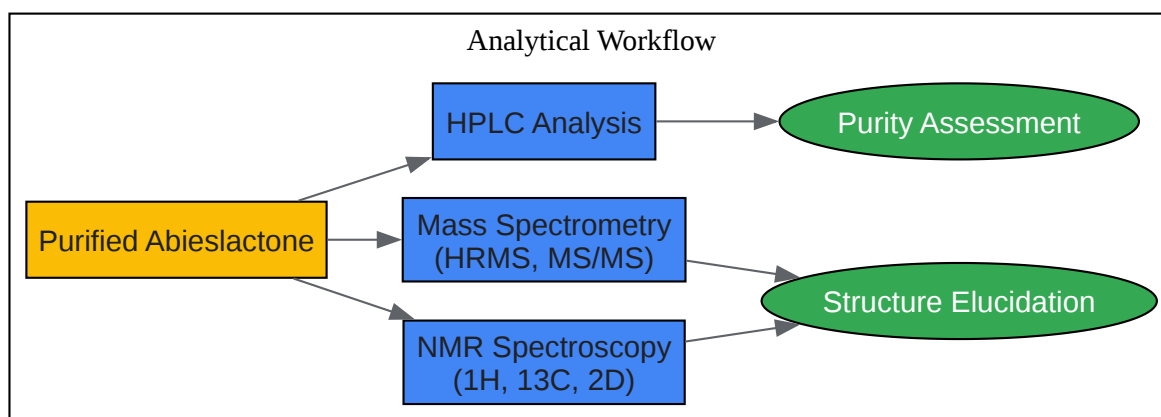 Analytical Workflow
HPLC Analysis
Purity Assessment
Purified Abieslactone
Mass Spectrometry
(HRMS, MS/MS)
Structure Elucidation
NMR Spectroscopy
(1H, 13C, 2D)